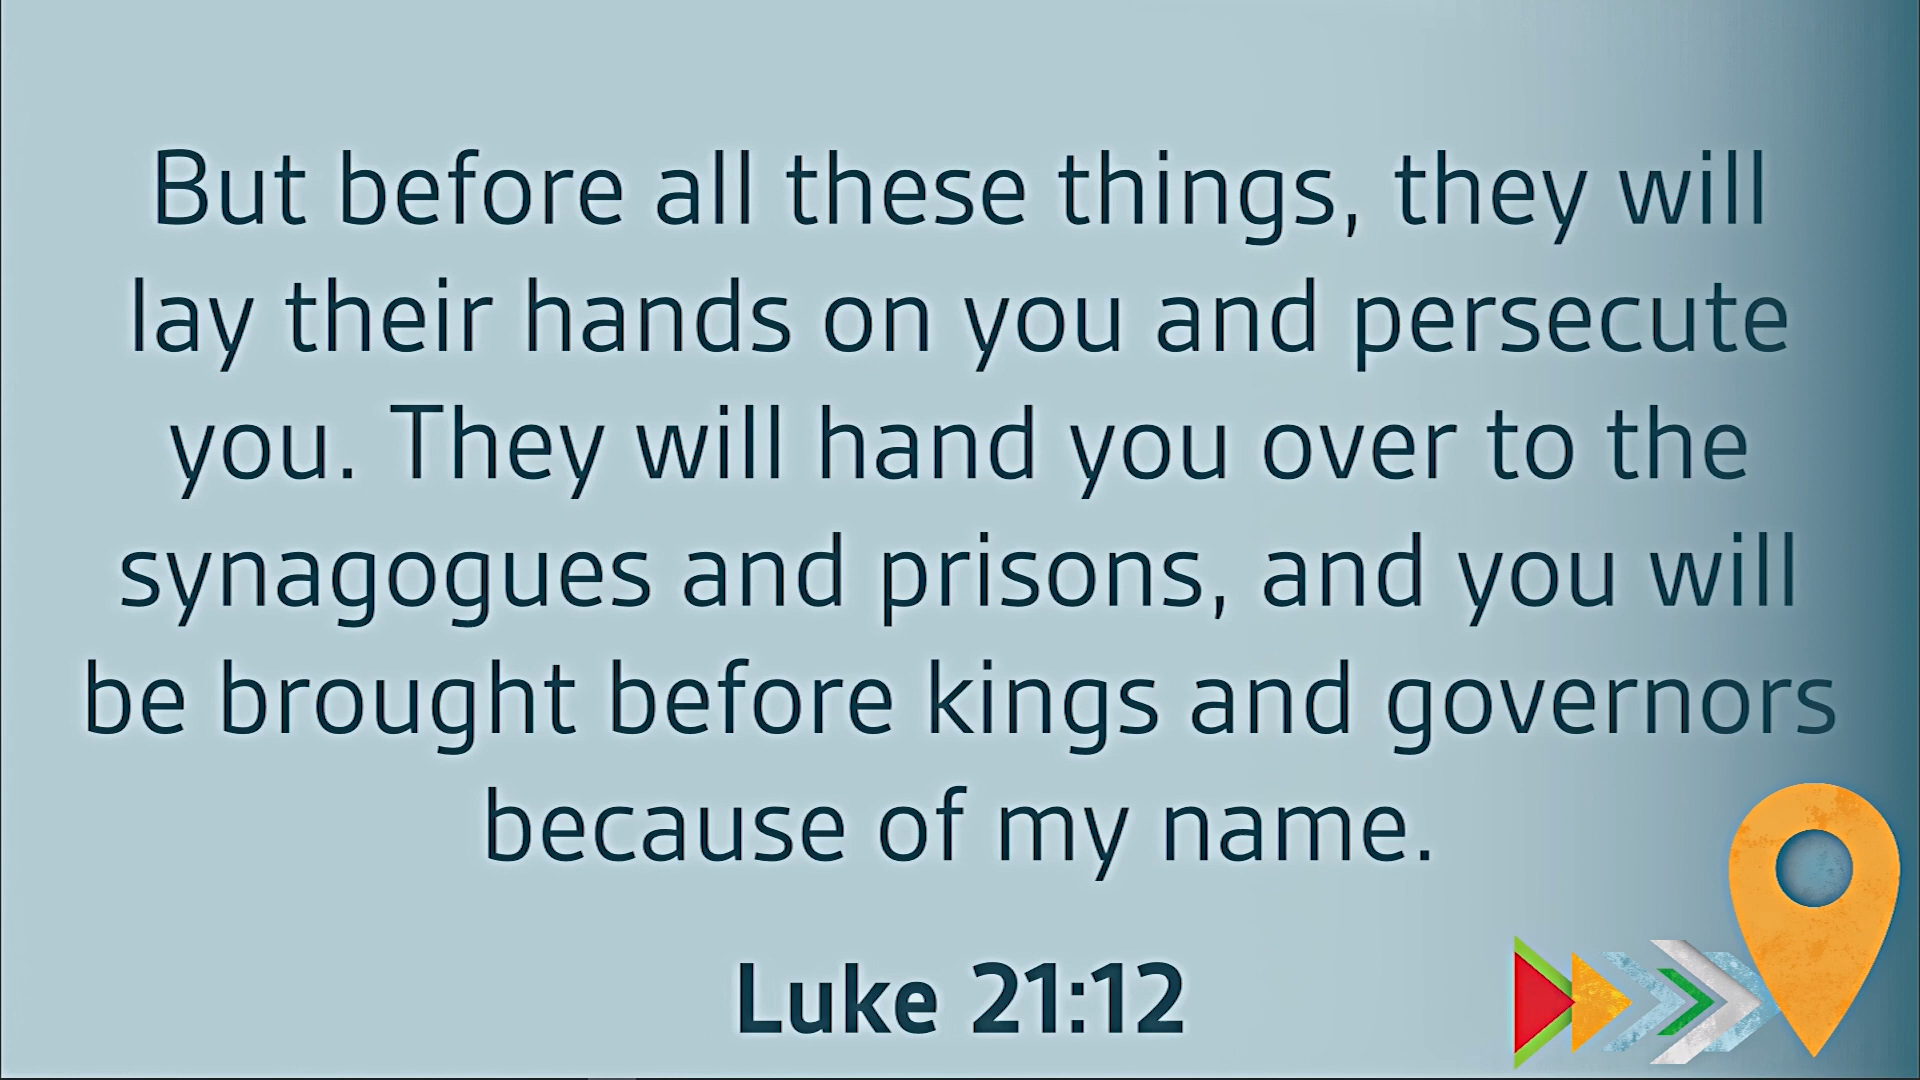 But before all these things, they will
lay their hands on you and persecute
you. They will hand you over to the
synagogues and prisons, and you will
be brought before kings and governors
because of my name.
Luke 21:12